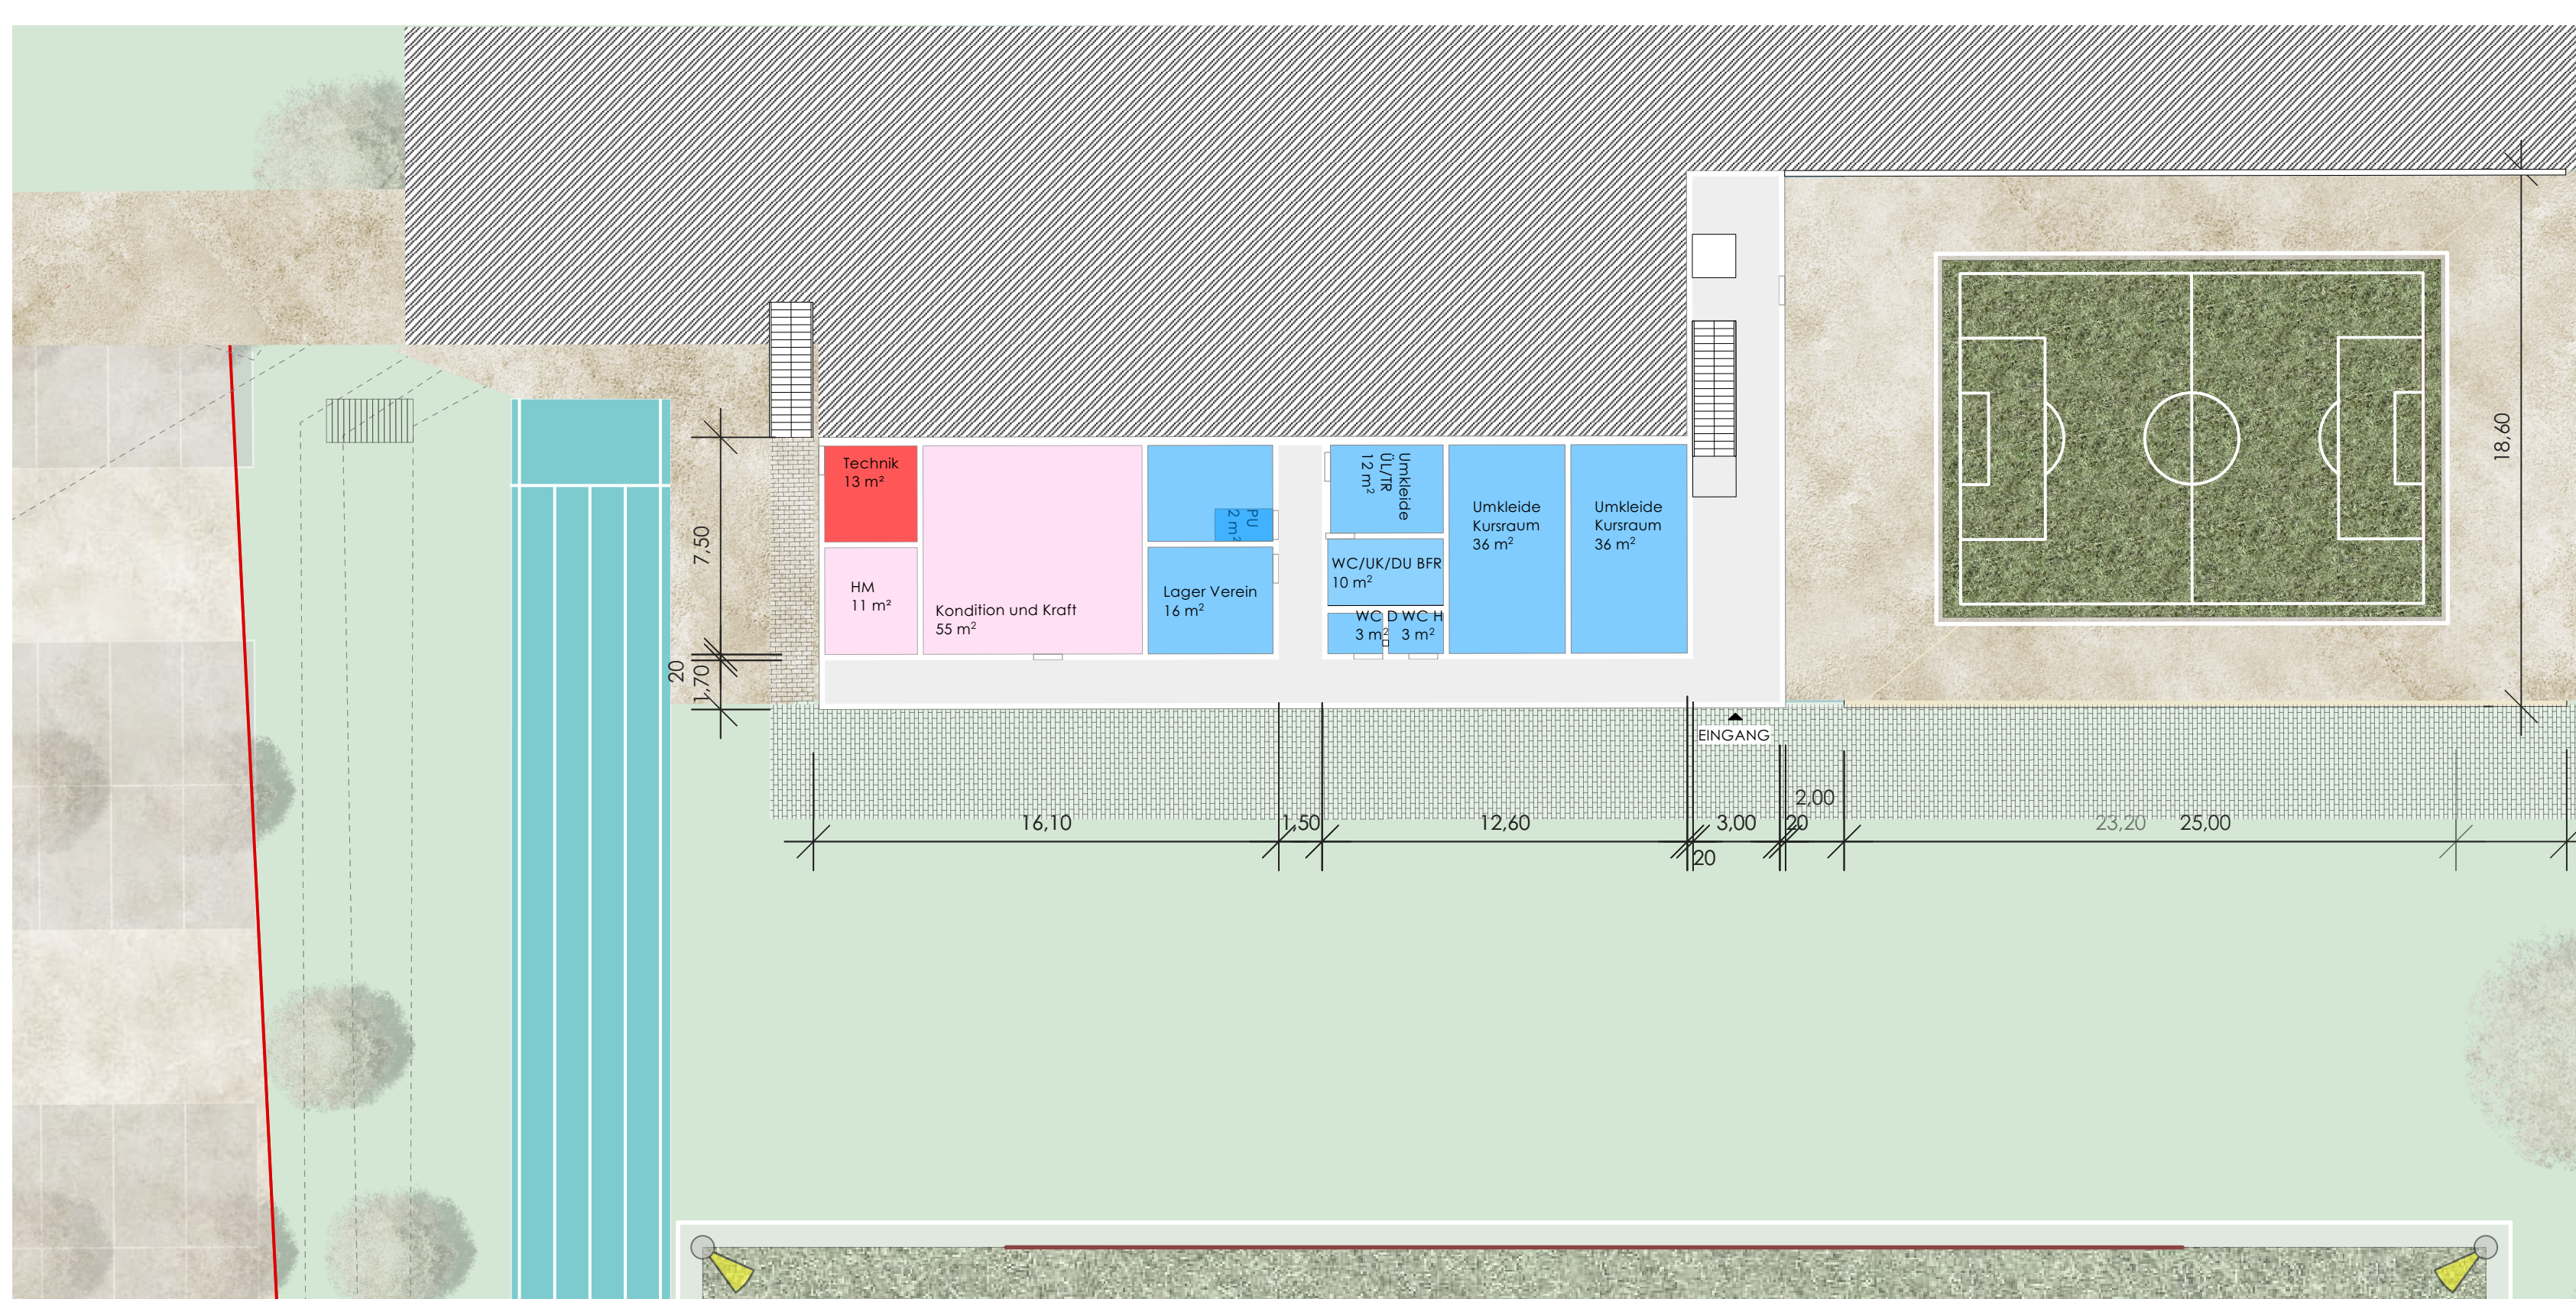 Technik
13 m²
HM
11 m²
Kondition und Kraft
55 m²
PU
2 m²
Lager Verein
16 m²
Umkleide
ÜL/TR
12 m²
WC/UK/DU BFR
10 m²
WC D
3 m²
WC H
3 m²
Umkleide
Kursraum
36 m²
Umkleide
Kursraum
36 m²
18,60
7,50
20
1,70
EINGANG
2,00
16,10
1,50
12,60
3,00
20
23,20
25,00
20